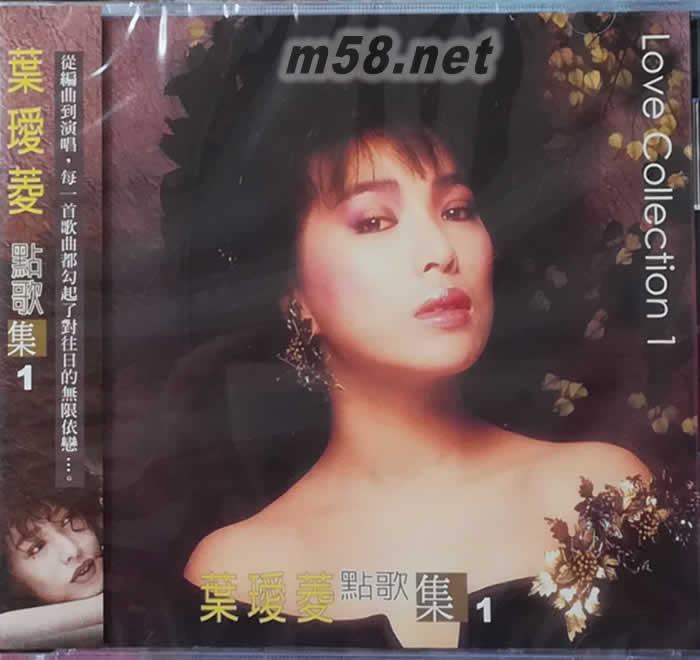 m58.net
葉璦菱
點歌集
1
從編曲到演唱，每一首歌曲都勾起了對往日的無限依戀…。
Love Collection 1
葉璦菱點歌集 1